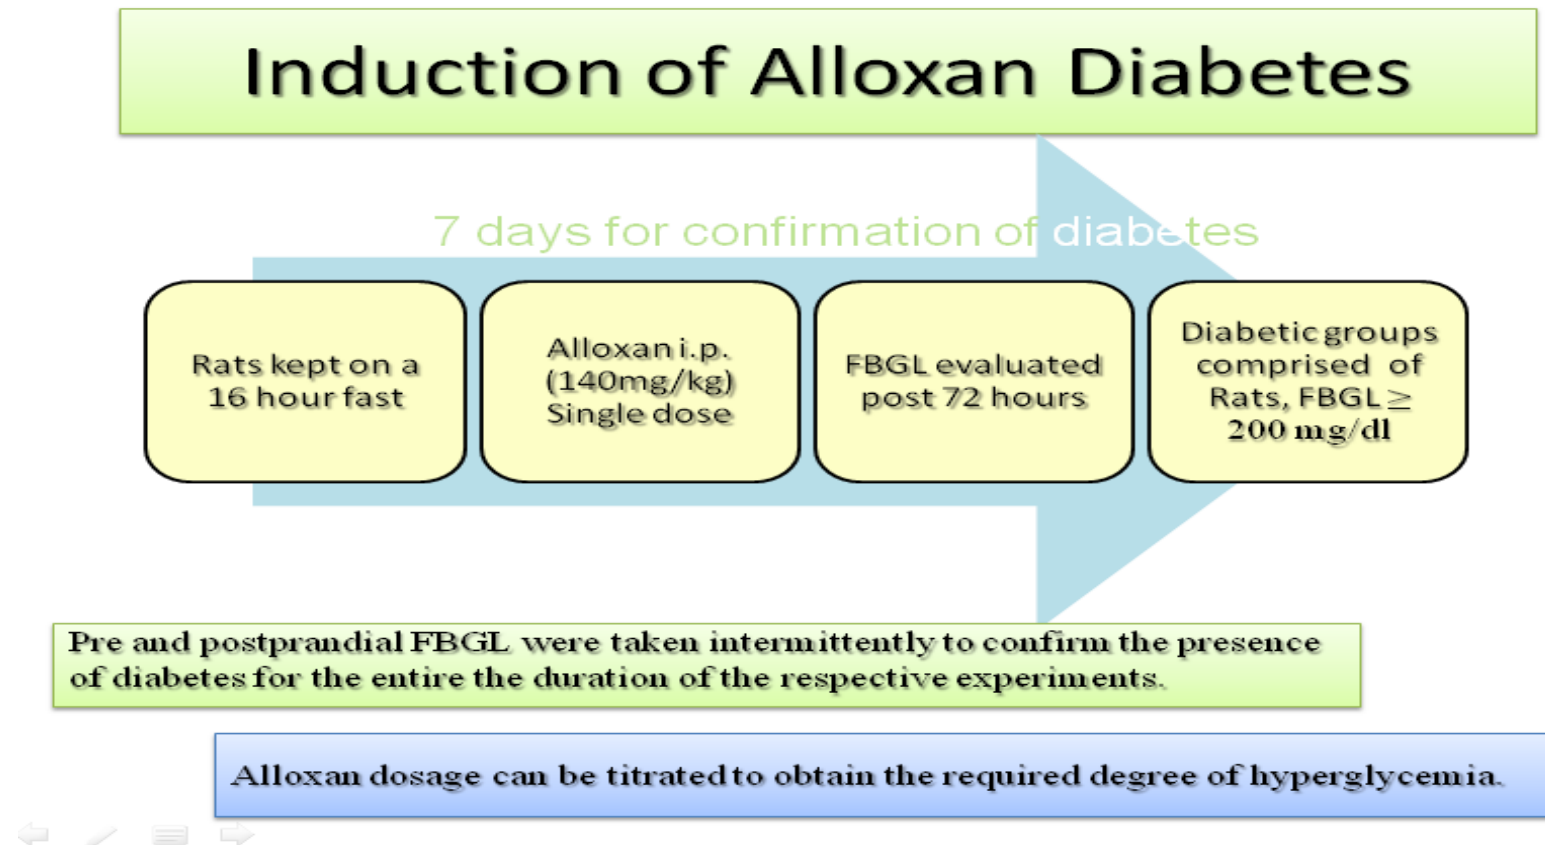 Induction of Alloxan Diabetes
7 days for confirmation of diabetes
Rats kept on a
16 hour fast
Alloxan i.p.
(140mg/kg)
Single dose
FBGL evaluated
post 72 hours
Diabetic groups
comprised of
Rats, FBGL ≥
200 mg/dl
Pre and postprandial FBGL were taken intermittently to confirm the presence
of diabetes for the entire the duration of the respective experiments.
Alloxan dosage can be titrated to obtain the required degree of hyperglycemia.